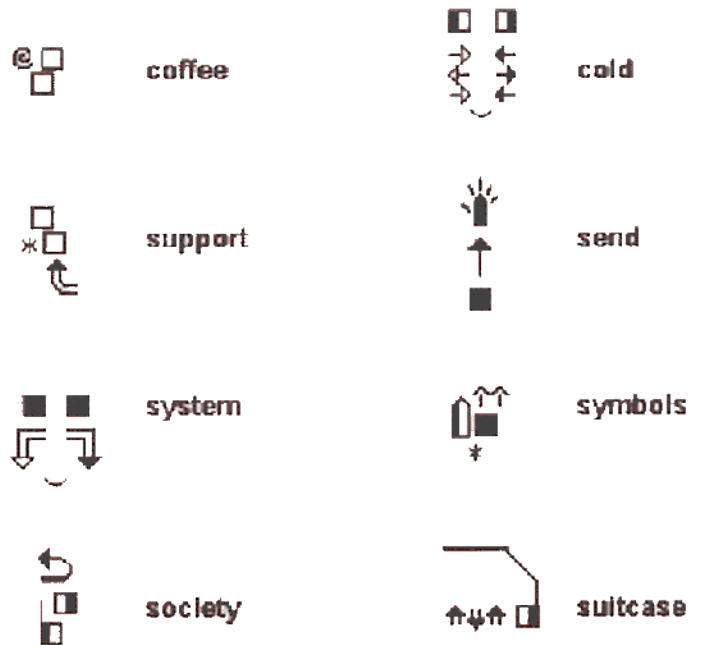 coffee cold
support send
system symbols
society suitcase